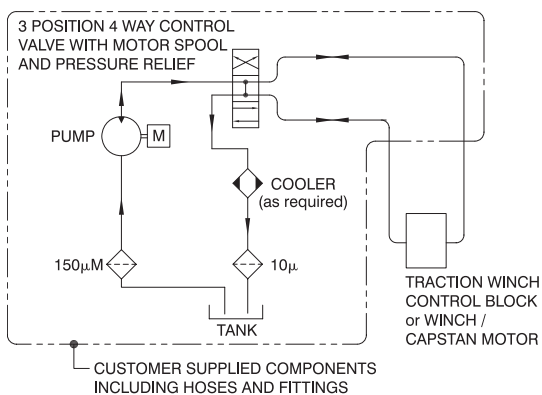 3 POSITION 4 WAY CONTROL
VALVE WITH MOTOR SPOOL
AND PRESSURE RELIEF
PUMP
M
COOLER
(as required)
150µM
10µ
TANK
TRACTION WINCH
CONTROL BLOCK
or WINCH /
CAPSTAN MOTOR
CUSTOMER SUPPLIED COMPONENTS
INCLUDING HOSES AND FITTINGS